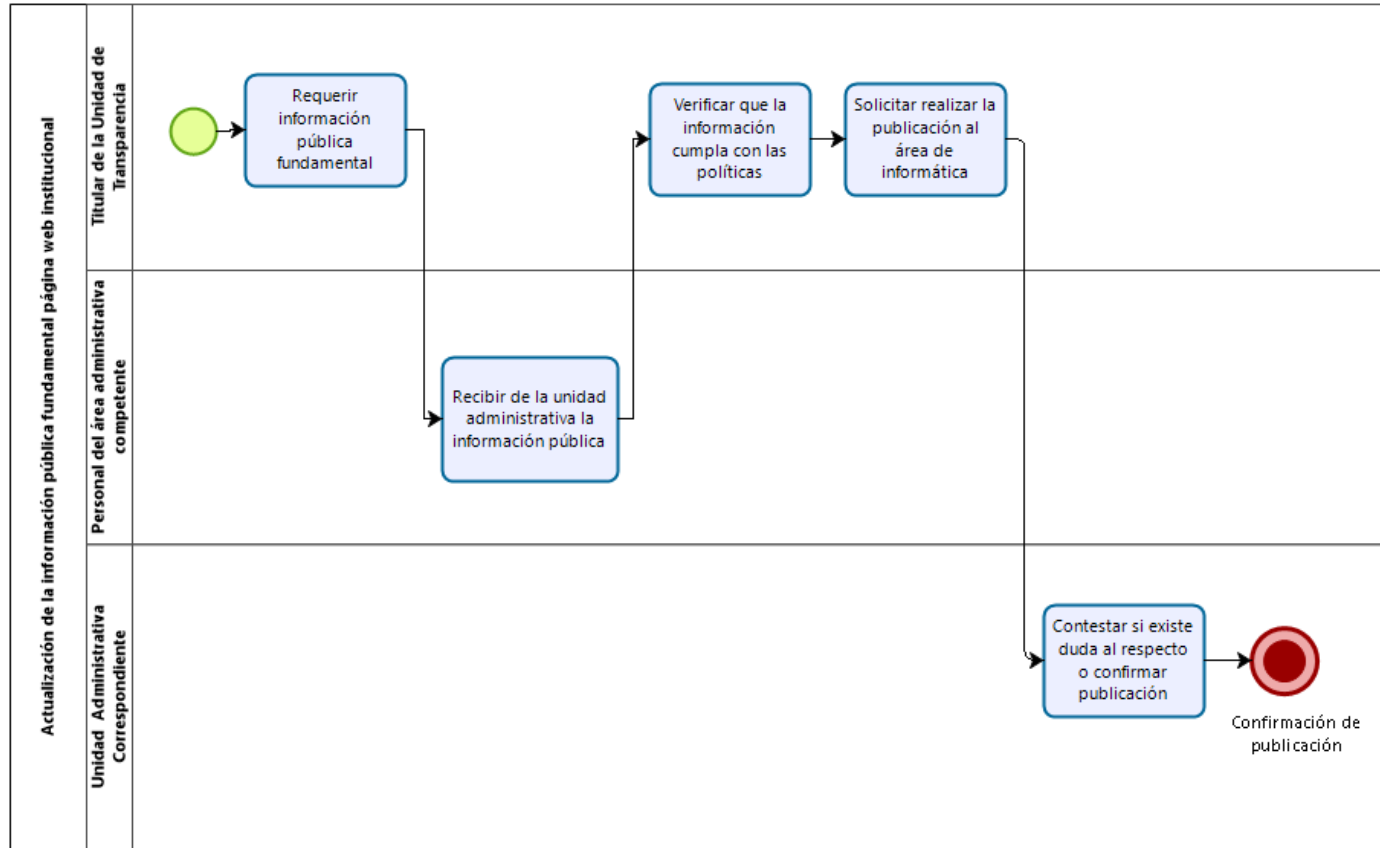 Actualización de la información pública fundamental página web institucional
Titular de la Unidad de
Transparencia
Requerir
información
pública
fundamental
Verificar que la
información
cumpla con las
políticas
Solicitar realizar la
publicación al
área de
informática
Personal del área administrativa
competente
Recibir de la unidad
administrativa la
información pública
Unidad Administrativa
Correspondiente
Contestar si existe
duda al respecto
o confirmar
publicación
Confirmación de
publicación